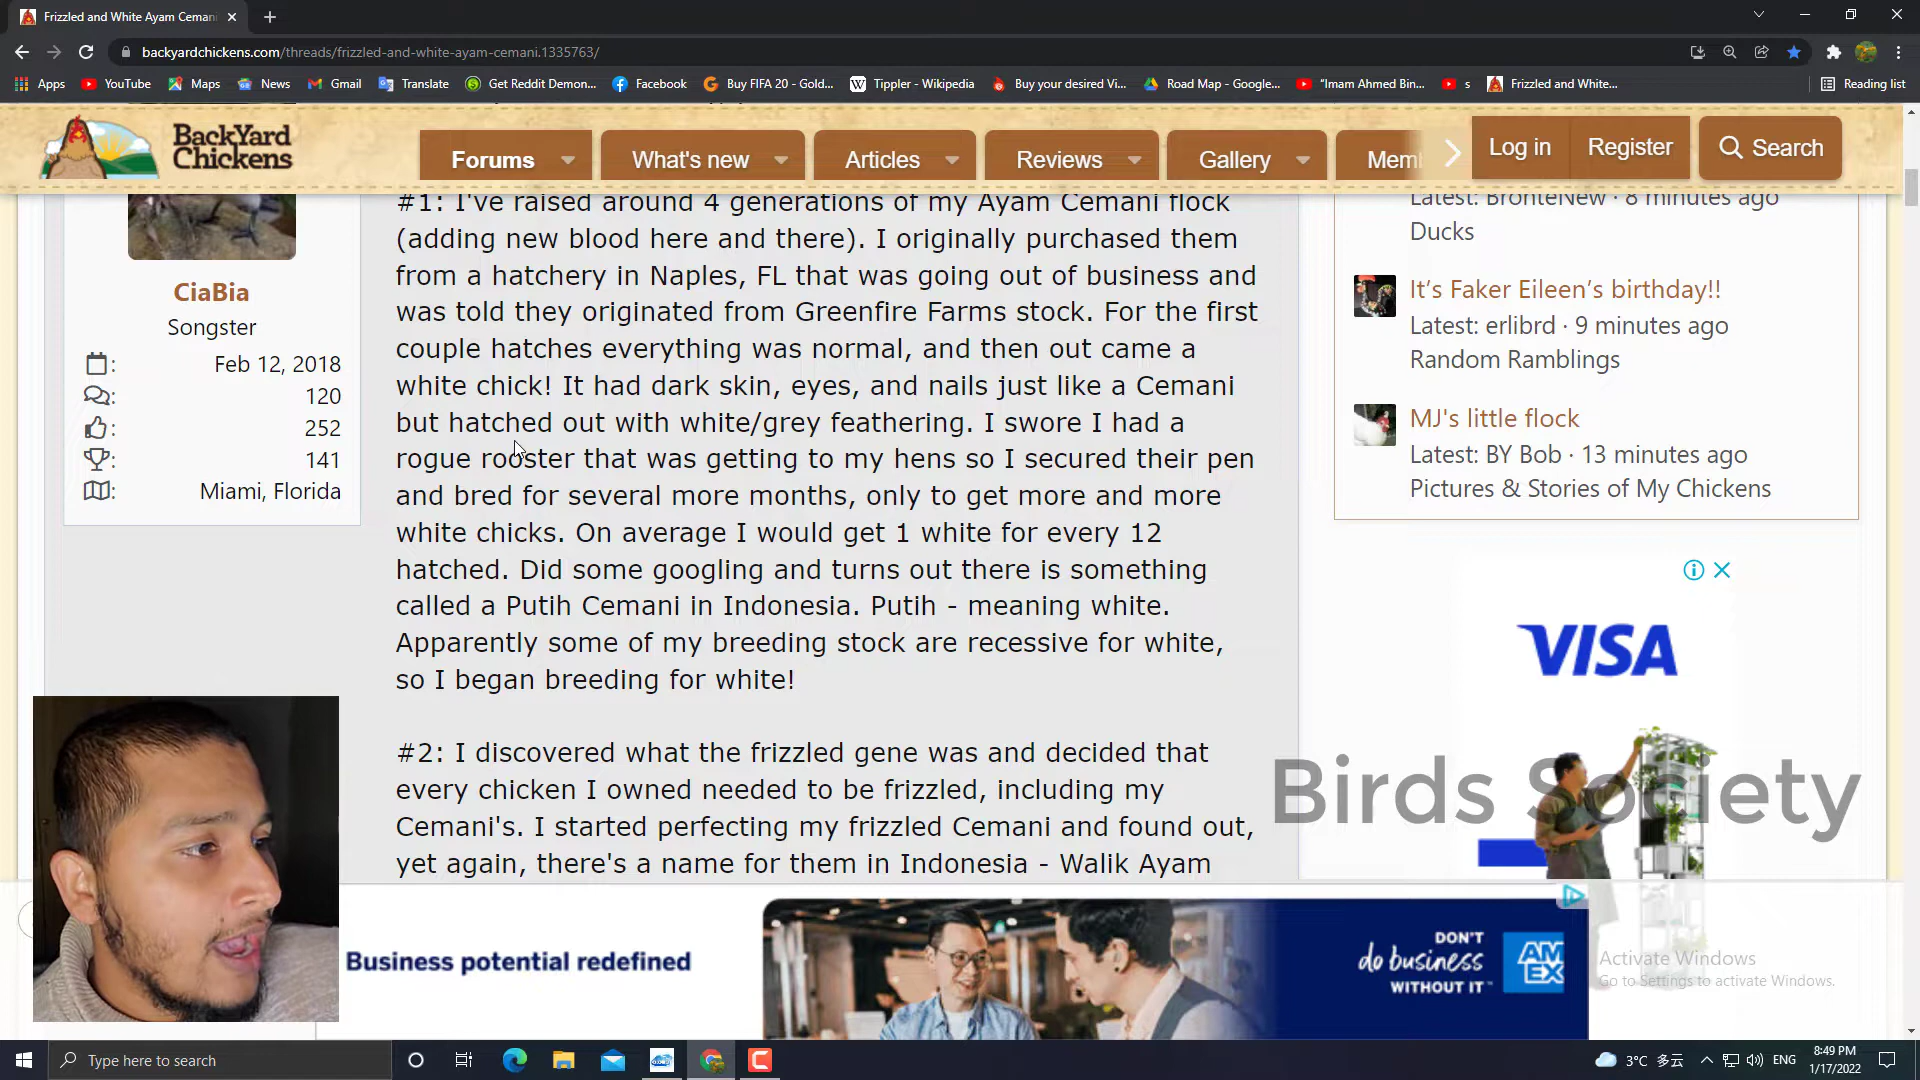 Frizzled and White Ayam Cemani
backyardchickens.com/threads/frizzled-and-white-ayam-cemani.1335763/
Apps
YouTube
Maps
News
Gmail
Translate
Get Reddit Demon...
Facebook
Buy FIFA 20 - Gold...
Tippler - Wikipedia
Buy your desired Vi...
Road Map - Google...
"Imam Ahmed Bin...
s
Frizzled and White...
Reading list
BackYard
Chickens
Forums
What's new
Articles
Reviews
Gallery
Log in
Register
Search
CiaBia
Songster
Feb 12, 2018
120
252
141
Miami, Florida
#1: I've raised around 4 generations of my Ayam Cemani flock
(adding new blood here and there). I originally purchased them
from a hatchery in Naples, FL that was going out of business and
was told they originated from Greenfire Farms stock. For the first
couple hatches everything was normal, and then out came a
white chick! It had dark skin, eyes, and nails just like a Cemani
but hatched out with white/grey feathering. I swore I had a
rogue rooster that was getting to my hens so I secured their pen
and bred for several more months, only to get more and more
white chicks. On average I would get 1 white for every 12
hatched. Did some googling and turns out there is something
called a Putih Cemani in Indonesia. Putih - meaning white.
Apparently some of my breeding stock are recessive for white,
so I began breeding for white!
#2: I discovered what the frizzled gene was and decided that
every chicken I owned needed to be frizzled, including my
Cemani's. I started perfecting my frizzled Cemani and found out,
yet again, there's a name for them in Indonesia - Walik Ayam
Latest: BronteNew · 8 minutes ago
Ducks
It's Faker Eileen's birthday!!
Latest: erlibrd · 9 minutes ago
Random Ramblings
MJ's little flock
Latest: BY Bob · 13 minutes ago
Pictures & Stories of My Chickens
VISA
Birds Society
Business potential redefined
DON'T
do business
WITHOUT IT™
AM
EX
Activate Windows
Go to Settings to activate Windows.
Type here to search
3°C 多云
ENG
8:49 PM
1/17/2022